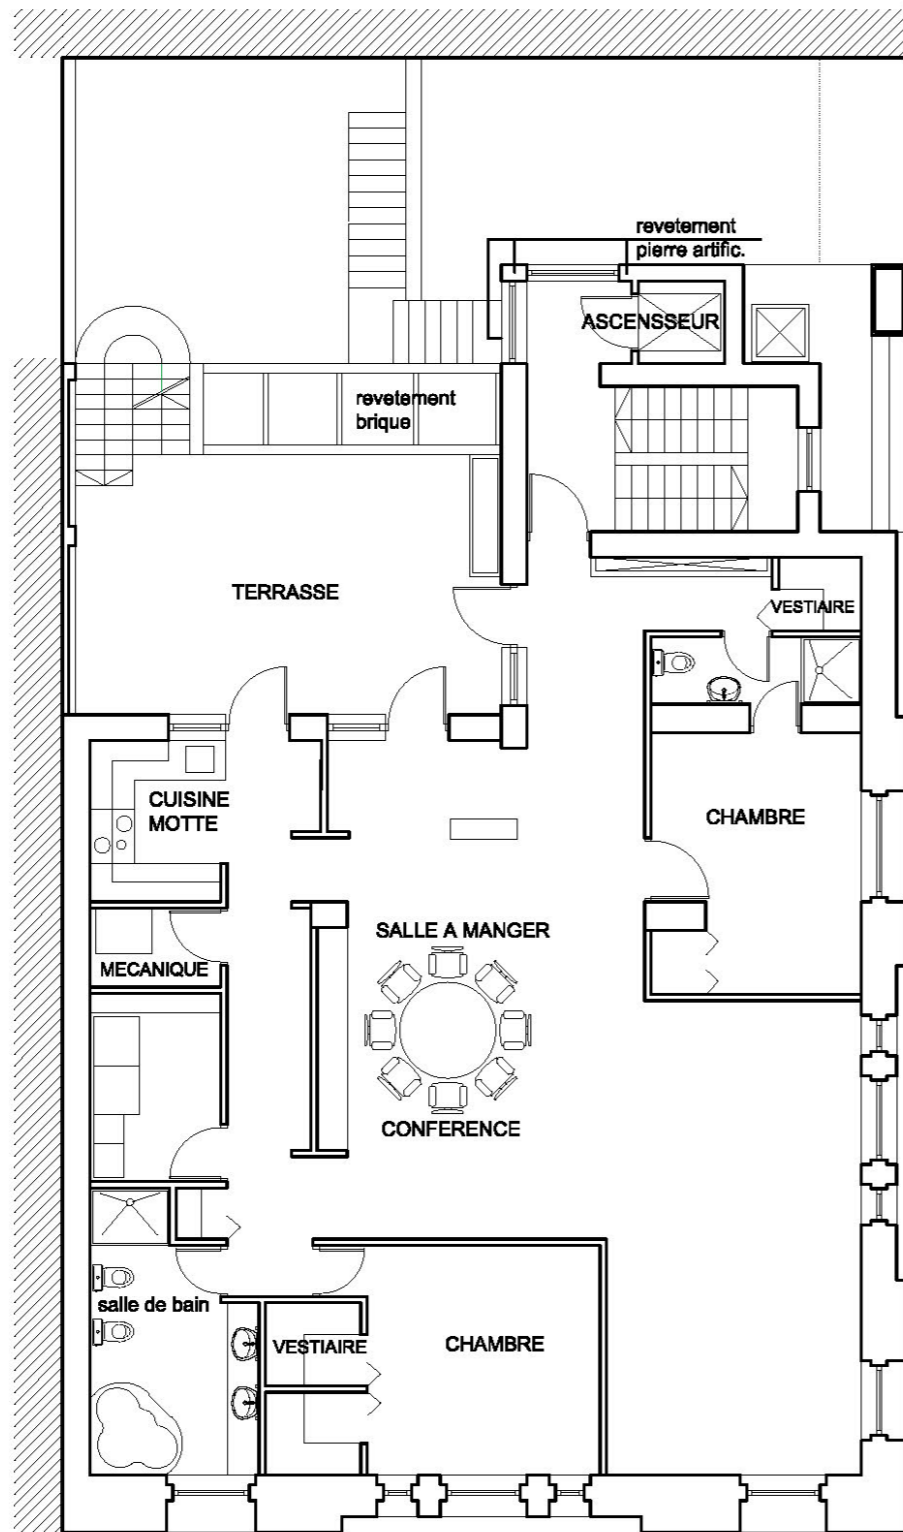 revetement
pierre artific.
ASCENSSEUR
revetement
brique
TERRASSE
VESTIAIRE
CUISINE
MOTTE
CHAMBRE
SALLE A MANGER
MECANIQUE
CONFERENCE
salle de bain
VESTIAIRE
CHAMBRE